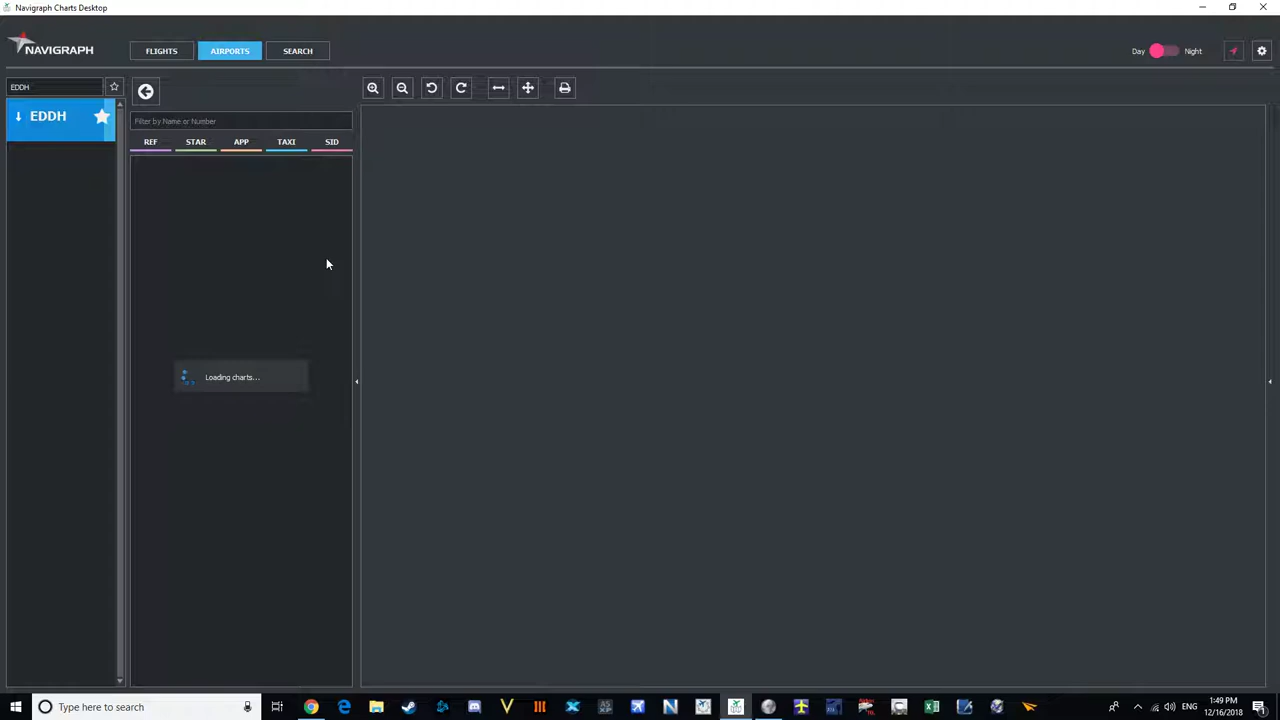 Navigraph Charts Desktop
NAVIGRAPH
FLIGHTS
AIRPORTS
SEARCH
Day
Night
EDDH
EDDH
Filter by Name or Number
REF
STAR
APP
TAXI
SID
Loading charts...
Type here to search
ENG
1:49 PM
12/16/2018